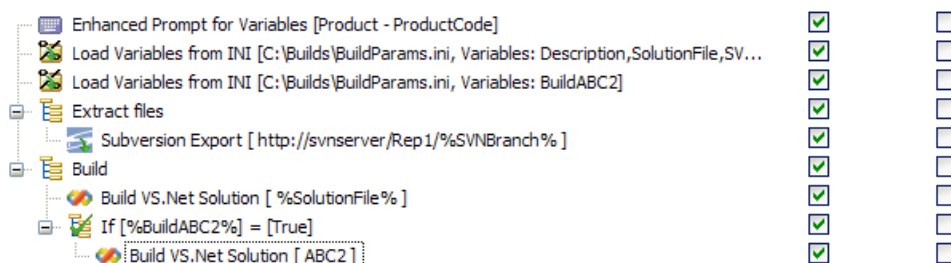 Enhanced Prompt for Variables [Product - ProductCode]
Load Variables from INI [C:\Builds\BuildParams.ini, Variables: Description,SolutionFile,SV...
Load Variables from INI [C:\Builds\BuildParams.ini, Variables: BuildABC2]
Extract files
Subversion Export [ http://svnserver/Rep1/%SVNBranch% ]
Build
Build VS.Net Solution [ %SolutionFile% ]
If [%BuildABC2%] = [True]
Build VS.Net Solution [ ABC2 ]